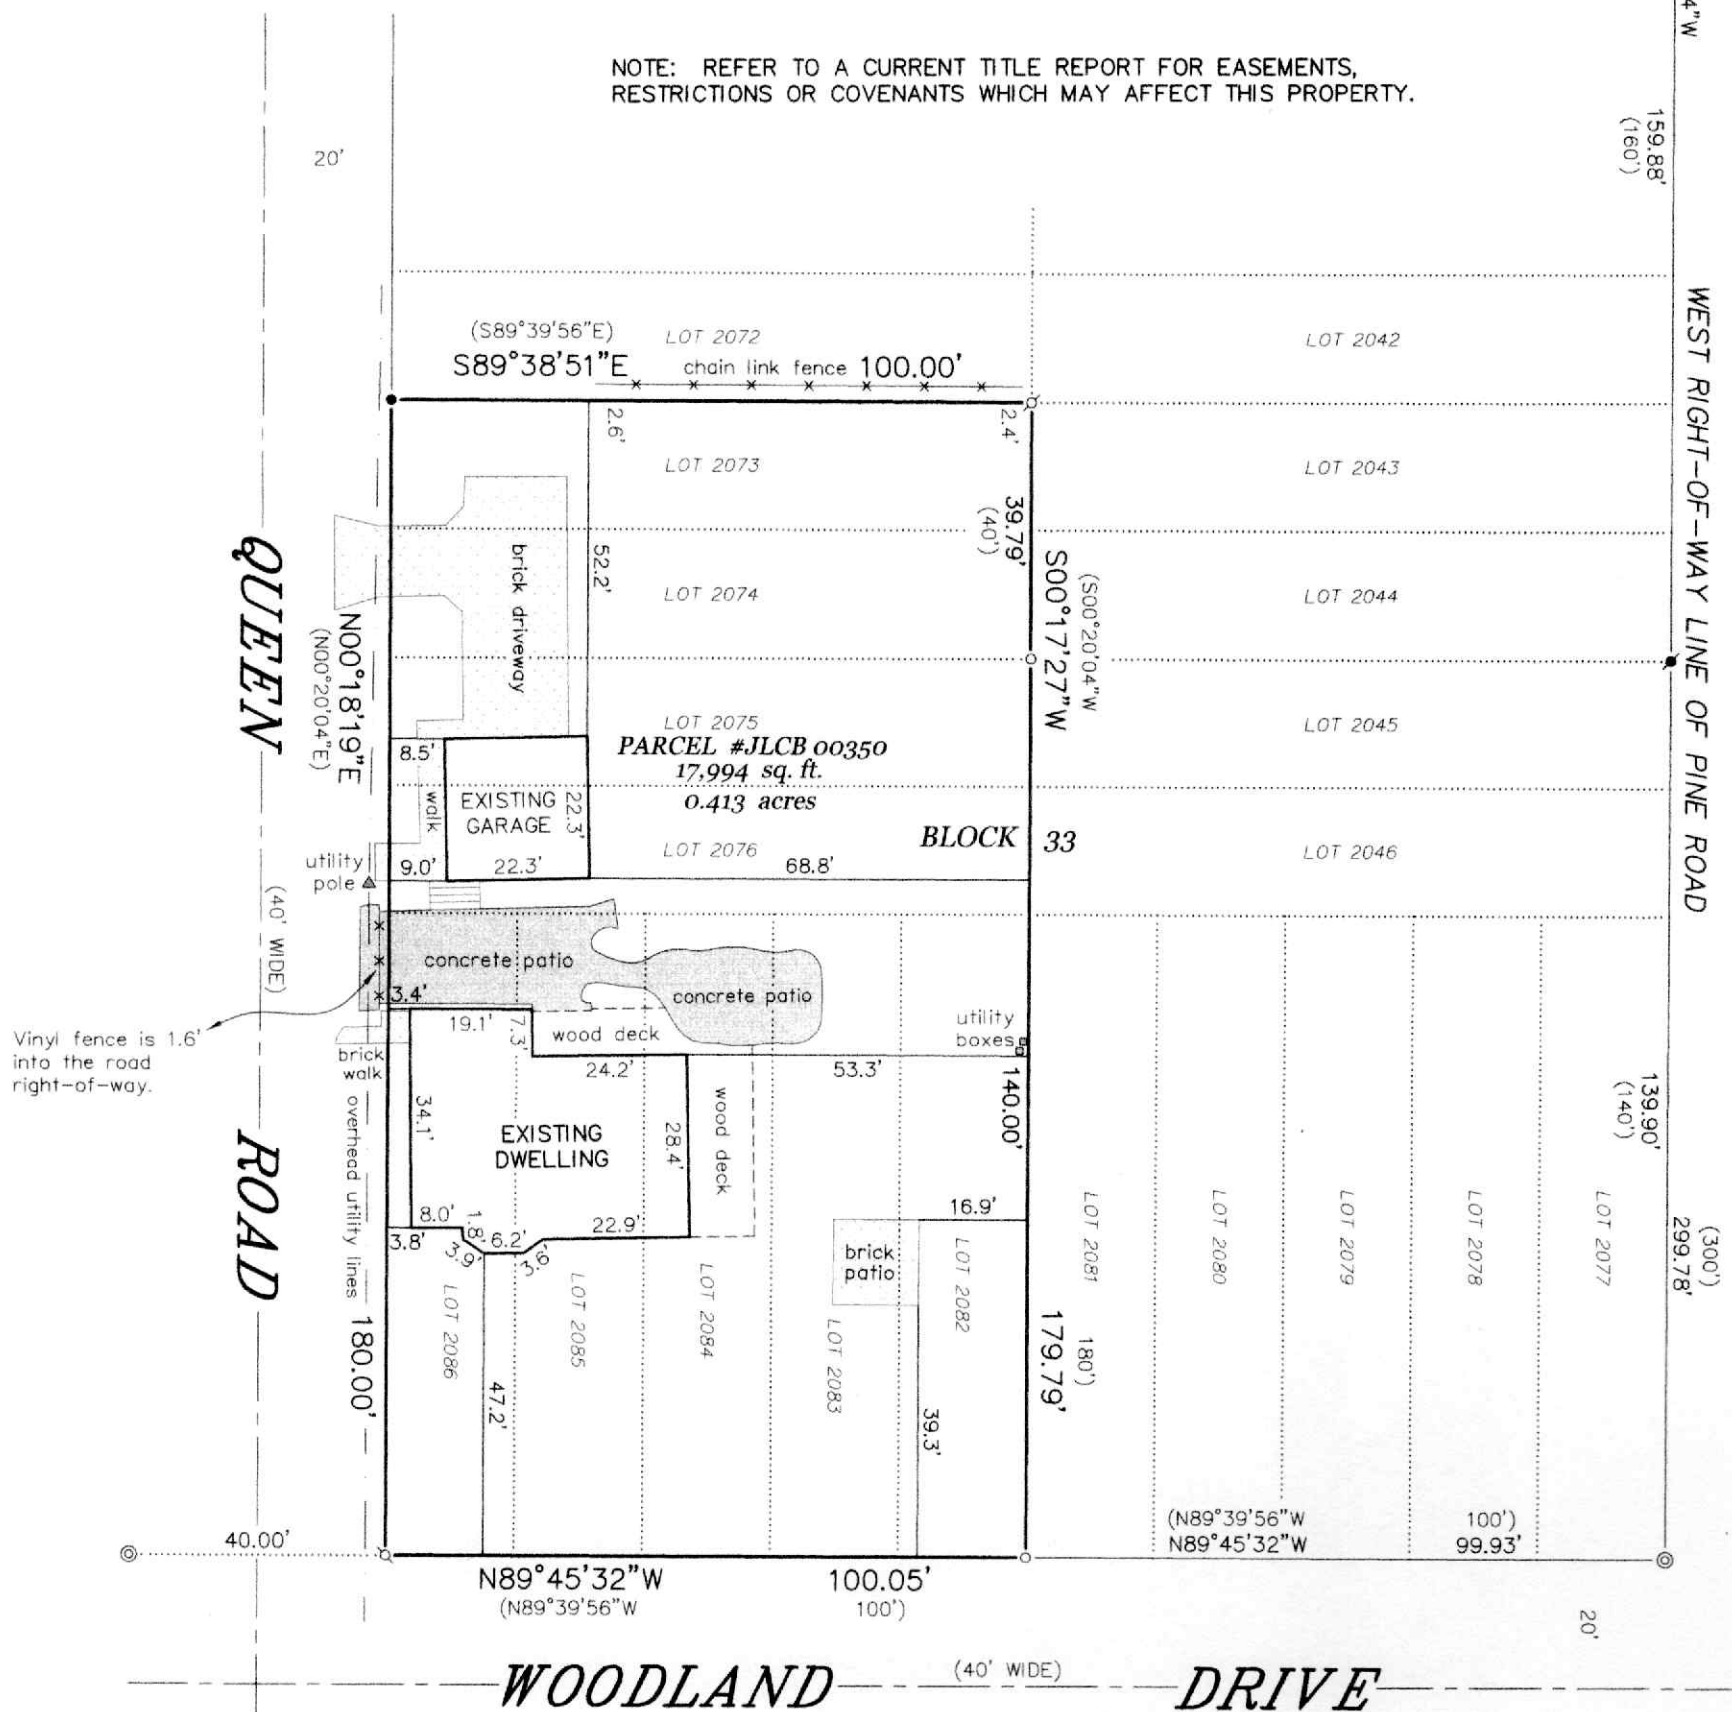 4"W
NOTE: REFER TO A CURRENT TITLE REPORT FOR EASEMENTS,
RESTRICTIONS OR COVENANTS WHICH MAY AFFECT THIS PROPERTY.
20'
159.88'
(160')
(S89°39'56"E)
S89°38'51"E
LOT 2072
chain link fence
100.00'
LOT 2042
WEST RIGHT-OF-WAY LINE OF PINE ROAD
2.6'
2.4'
LOT 2073
LOT 2043
39.79'
(40')
brick driveway
52.2'
LOT 2074
LOT 2044
S00°17'27"W
(S00°20'04"W
QUEEN
N00°18'19"E
(N00°20'04"E)
LOT 2075
LOT 2045
PARCEL #JLCB 00350
17,994 sq. ft.
0.413 acres
8.5'
walk
EXISTING
GARAGE
22.3'
BLOCK 33
LOT 2076
LOT 2046
utility
pole
9.0'
22.3'
68.8'
(40' WIDE)
concrete patio
concrete patio
3.4'
Vinyl fence is 1.6'
into the road
right-of-way.
19.1'
7.3'
wood deck
utility
boxes
brick
walk
24.2'
53.3'
140.00'
139.90'
(140')
34.1'
EXISTING
DWELLING
28.4'
wood deck
overhead utility lines
ROAD
8.0'
1.8'
6.2'
22.9'
16.9'
3.8'
3.9'
3.6'
brick
patio
LOT 2086
LOT 2085
LOT 2084
LOT 2083
LOT 2082
LOT 2081
LOT 2080
LOT 2079
LOT 2078
LOT 2077
(300')
299.78'
180.00'
47.2'
39.3'
179.79'
180')
40.00'
(N89°39'56"W 100')
N89°45'32"W 99.93'
N89°45'32"W 100.05'
(N89°39'56"W 100')
20'
WOODLAND (40' WIDE) DRIVE